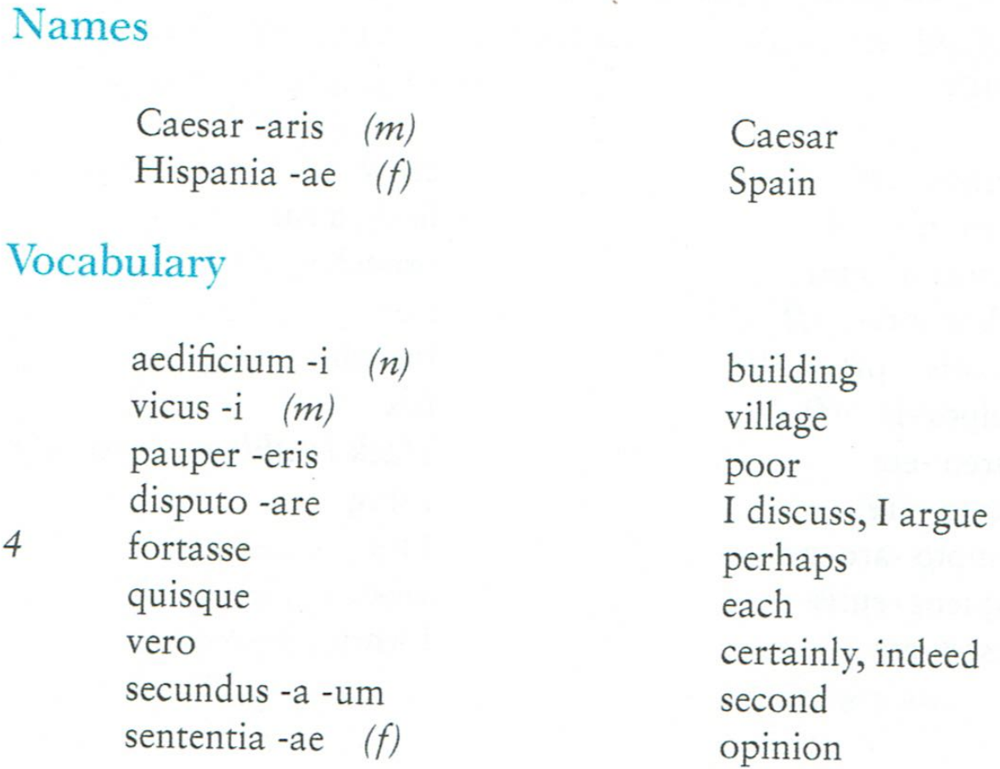 Names
Caesar -aris (m) Caesar
Hispania -ae (f) Spain
Vocabulary
aedificium -i (n) building
vicus -i (m) village
pauper -eris poor
disputo -are I discuss, I argue
4 fortasse perhaps
quisque each
vero certainly, indeed
secundus -a -um second
sententia -ae (f) opinion